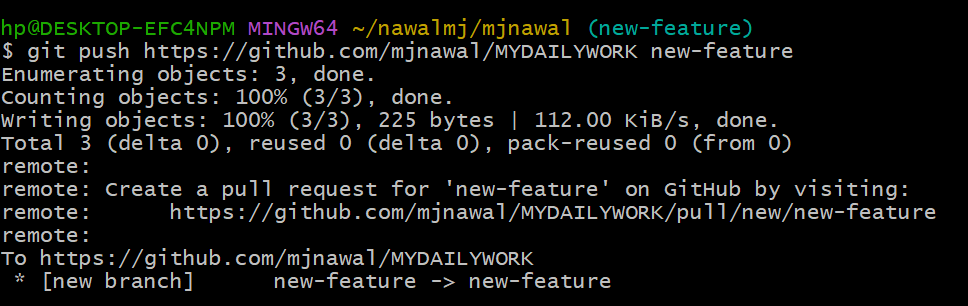 hp@DESKTOP-EFC4NPM MINGW64 ~/nawalmj/mjnawal (new-feature)
$ git push https://github.com/mjnawal/MYDAILYWORK new-feature
Enumerating objects: 3, done.
Counting objects: 100% (3/3), done.
Writing objects: 100% (3/3), 225 bytes | 112.00 KiB/s, done.
Total 3 (delta 0), reused 0 (delta 0), pack-reused 0 (from 0)
remote:
remote: Create a pull request for 'new-feature' on GitHub by visiting:
remote:      https://github.com/mjnawal/MYDAILYWORK/pull/new/new-feature
remote:
To https://github.com/mjnawal/MYDAILYWORK
 * [new branch]      new-feature -> new-feature